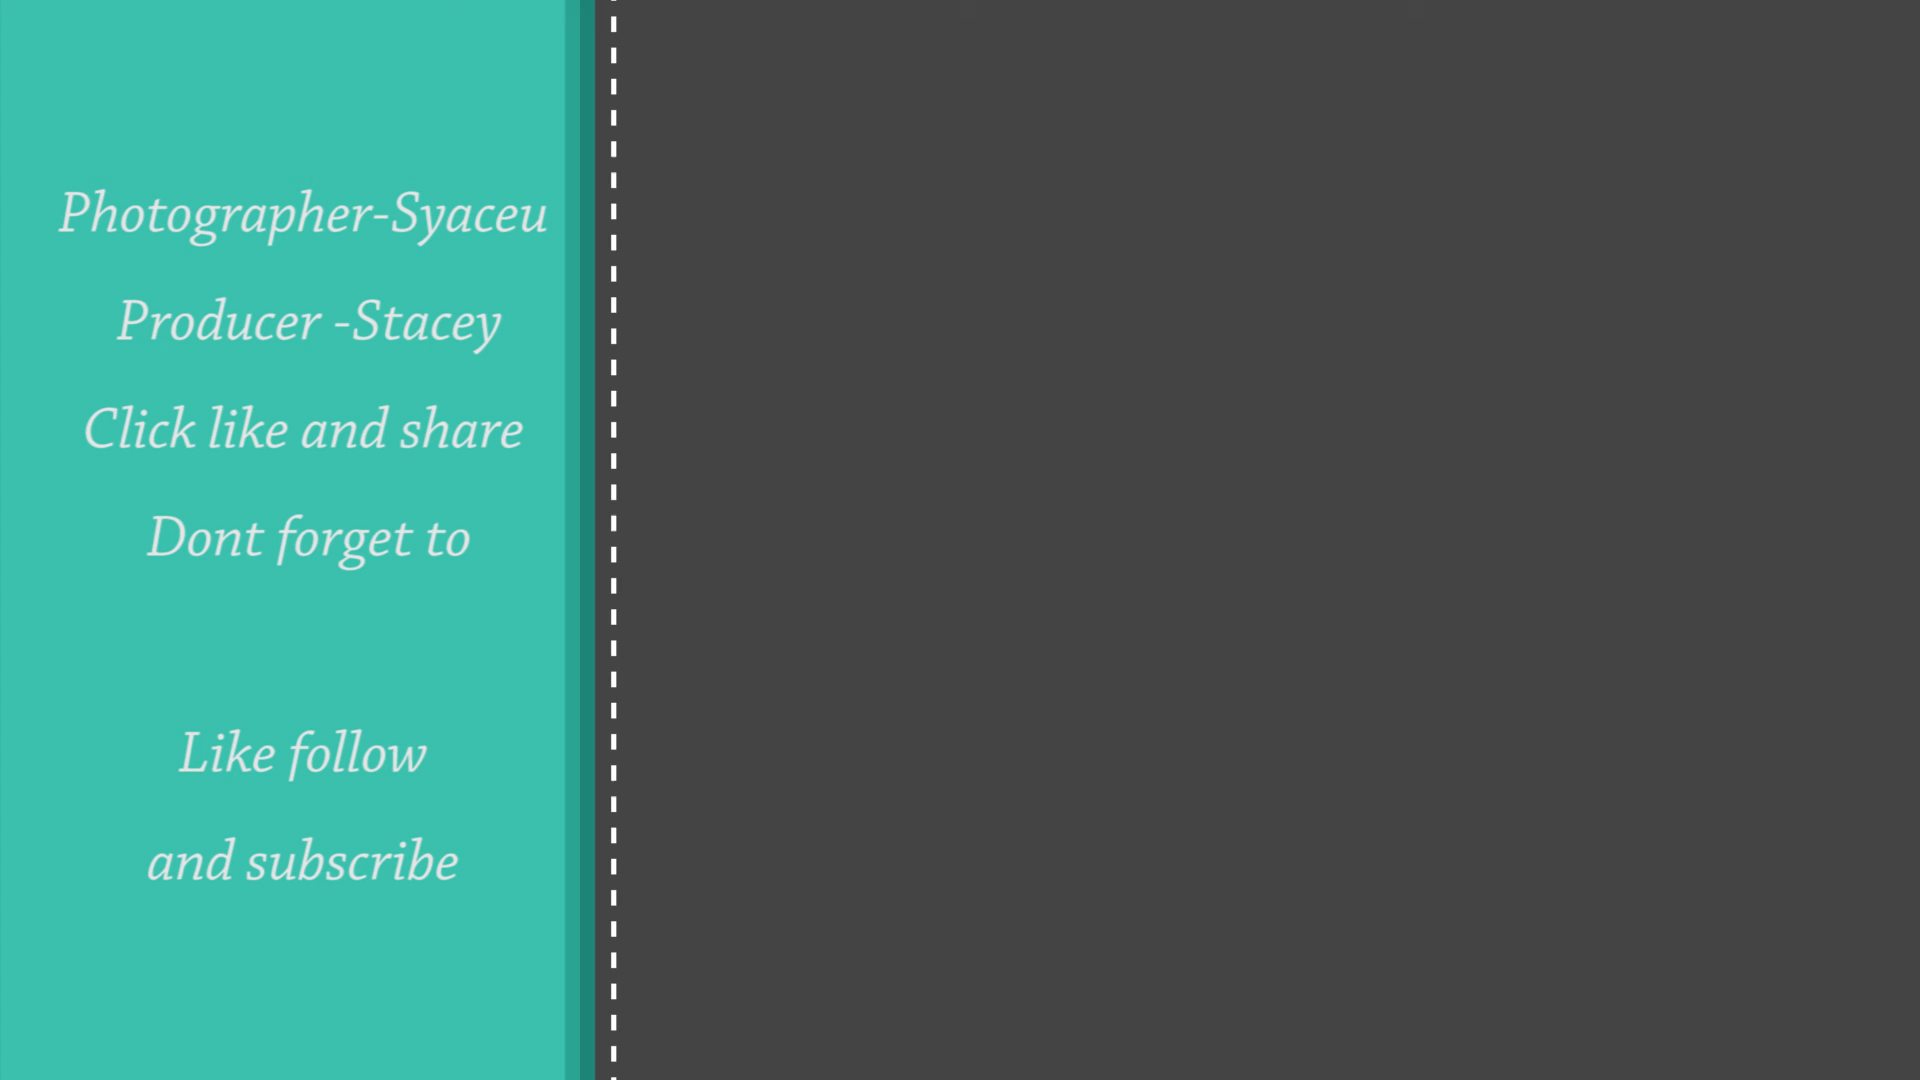 Photographer-Syaceu
Producer -Stacey
Click like and share
Dont forget to
Like follow
and subscribe